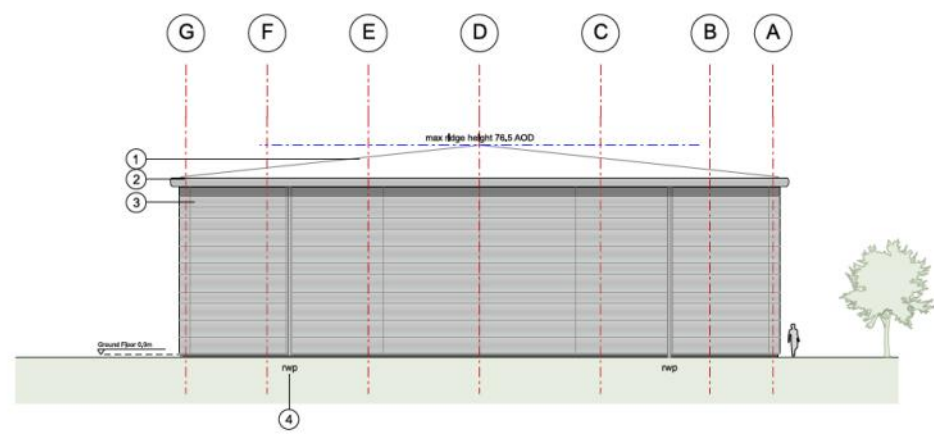 G F E D C B A
max ridge height 76.5 AOD
1
2
3
Ground Floor 0,0m
rwp rwp
4